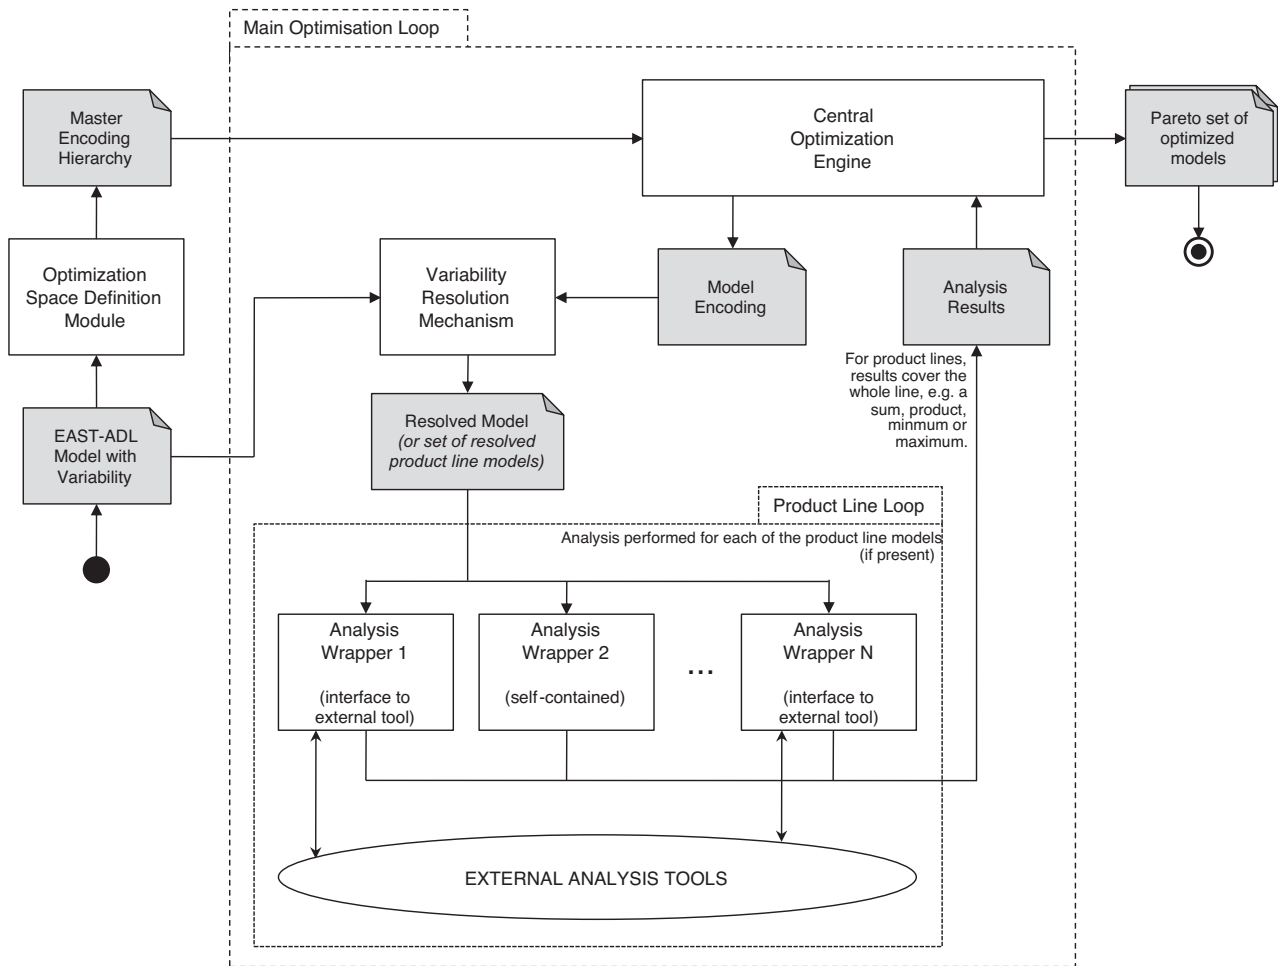 Main Optimisation Loop
Master
Encoding
Hierarchy
Central
Optimization
Engine
Pareto set of
optimized
models
Optimization
Space Definition
Module
Variability
Resolution
Mechanism
Model
Encoding
Analysis
Results
For product lines,
results cover the
whole line, e.g. a
sum, product,
minmum or
maximum.
EAST-ADL
Model with
Variability
Resolved Model
(or set of resolved
product line models)
Product Line Loop
Analysis performed for each of the product line models
(if present)
Analysis
Wrapper 1
(interface to
external tool)
Analysis
Wrapper 2
(self-contained)
...
Analysis
Wrapper N
(interface to
external tool)
EXTERNAL ANALYSIS TOOLS